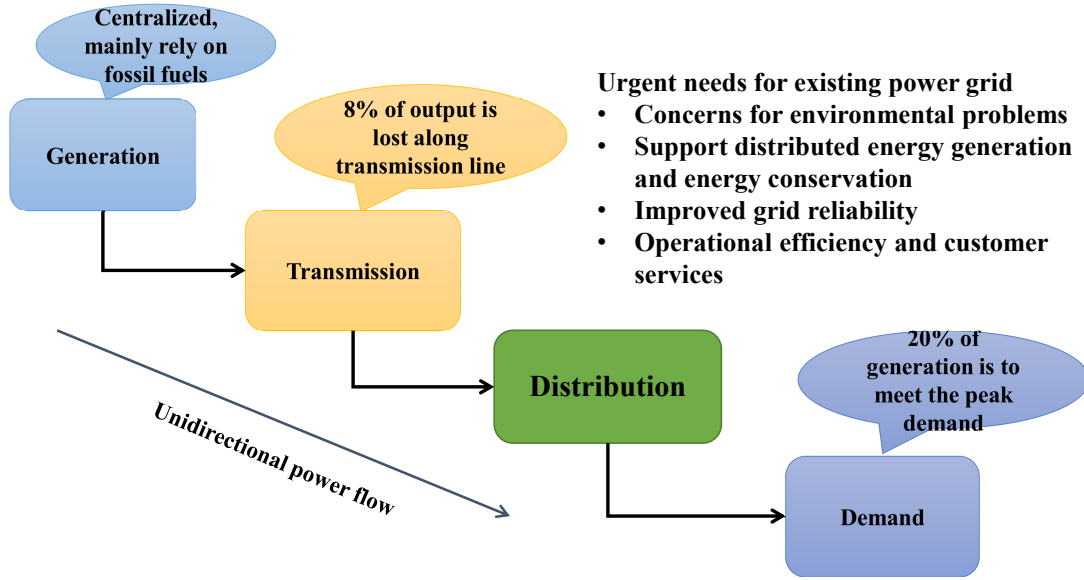 Centralized,
mainly rely on
fossil fuels
Generation
8% of output is
lost along
transmission line
Urgent needs for existing power grid
• Concerns for environmental problems
• Support distributed energy generation
and energy conservation
• Improved grid reliability
• Operational efficiency and customer
services
Transmission
Unidirectional power flow
Distribution
20% of
generation is to
meet the peak
demand
Demand